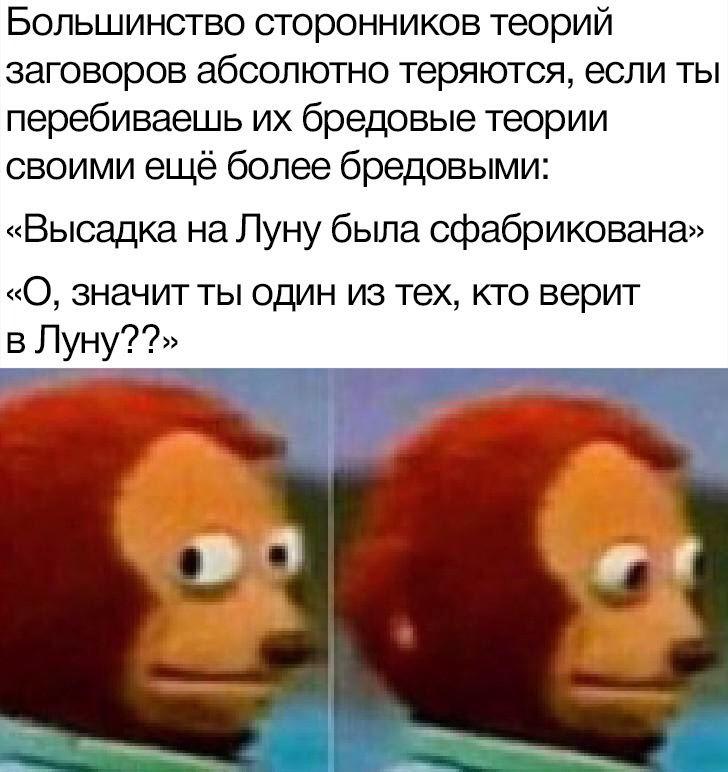 Большинство сторонников теорий
заговоров абсолютно теряются, если ты
перебиваешь их бредовые теории
своими ещё более бредовыми:
«Высадка на Луну была сфабрикована»
«О, значит ты один из тех, кто верит
в Луну??»